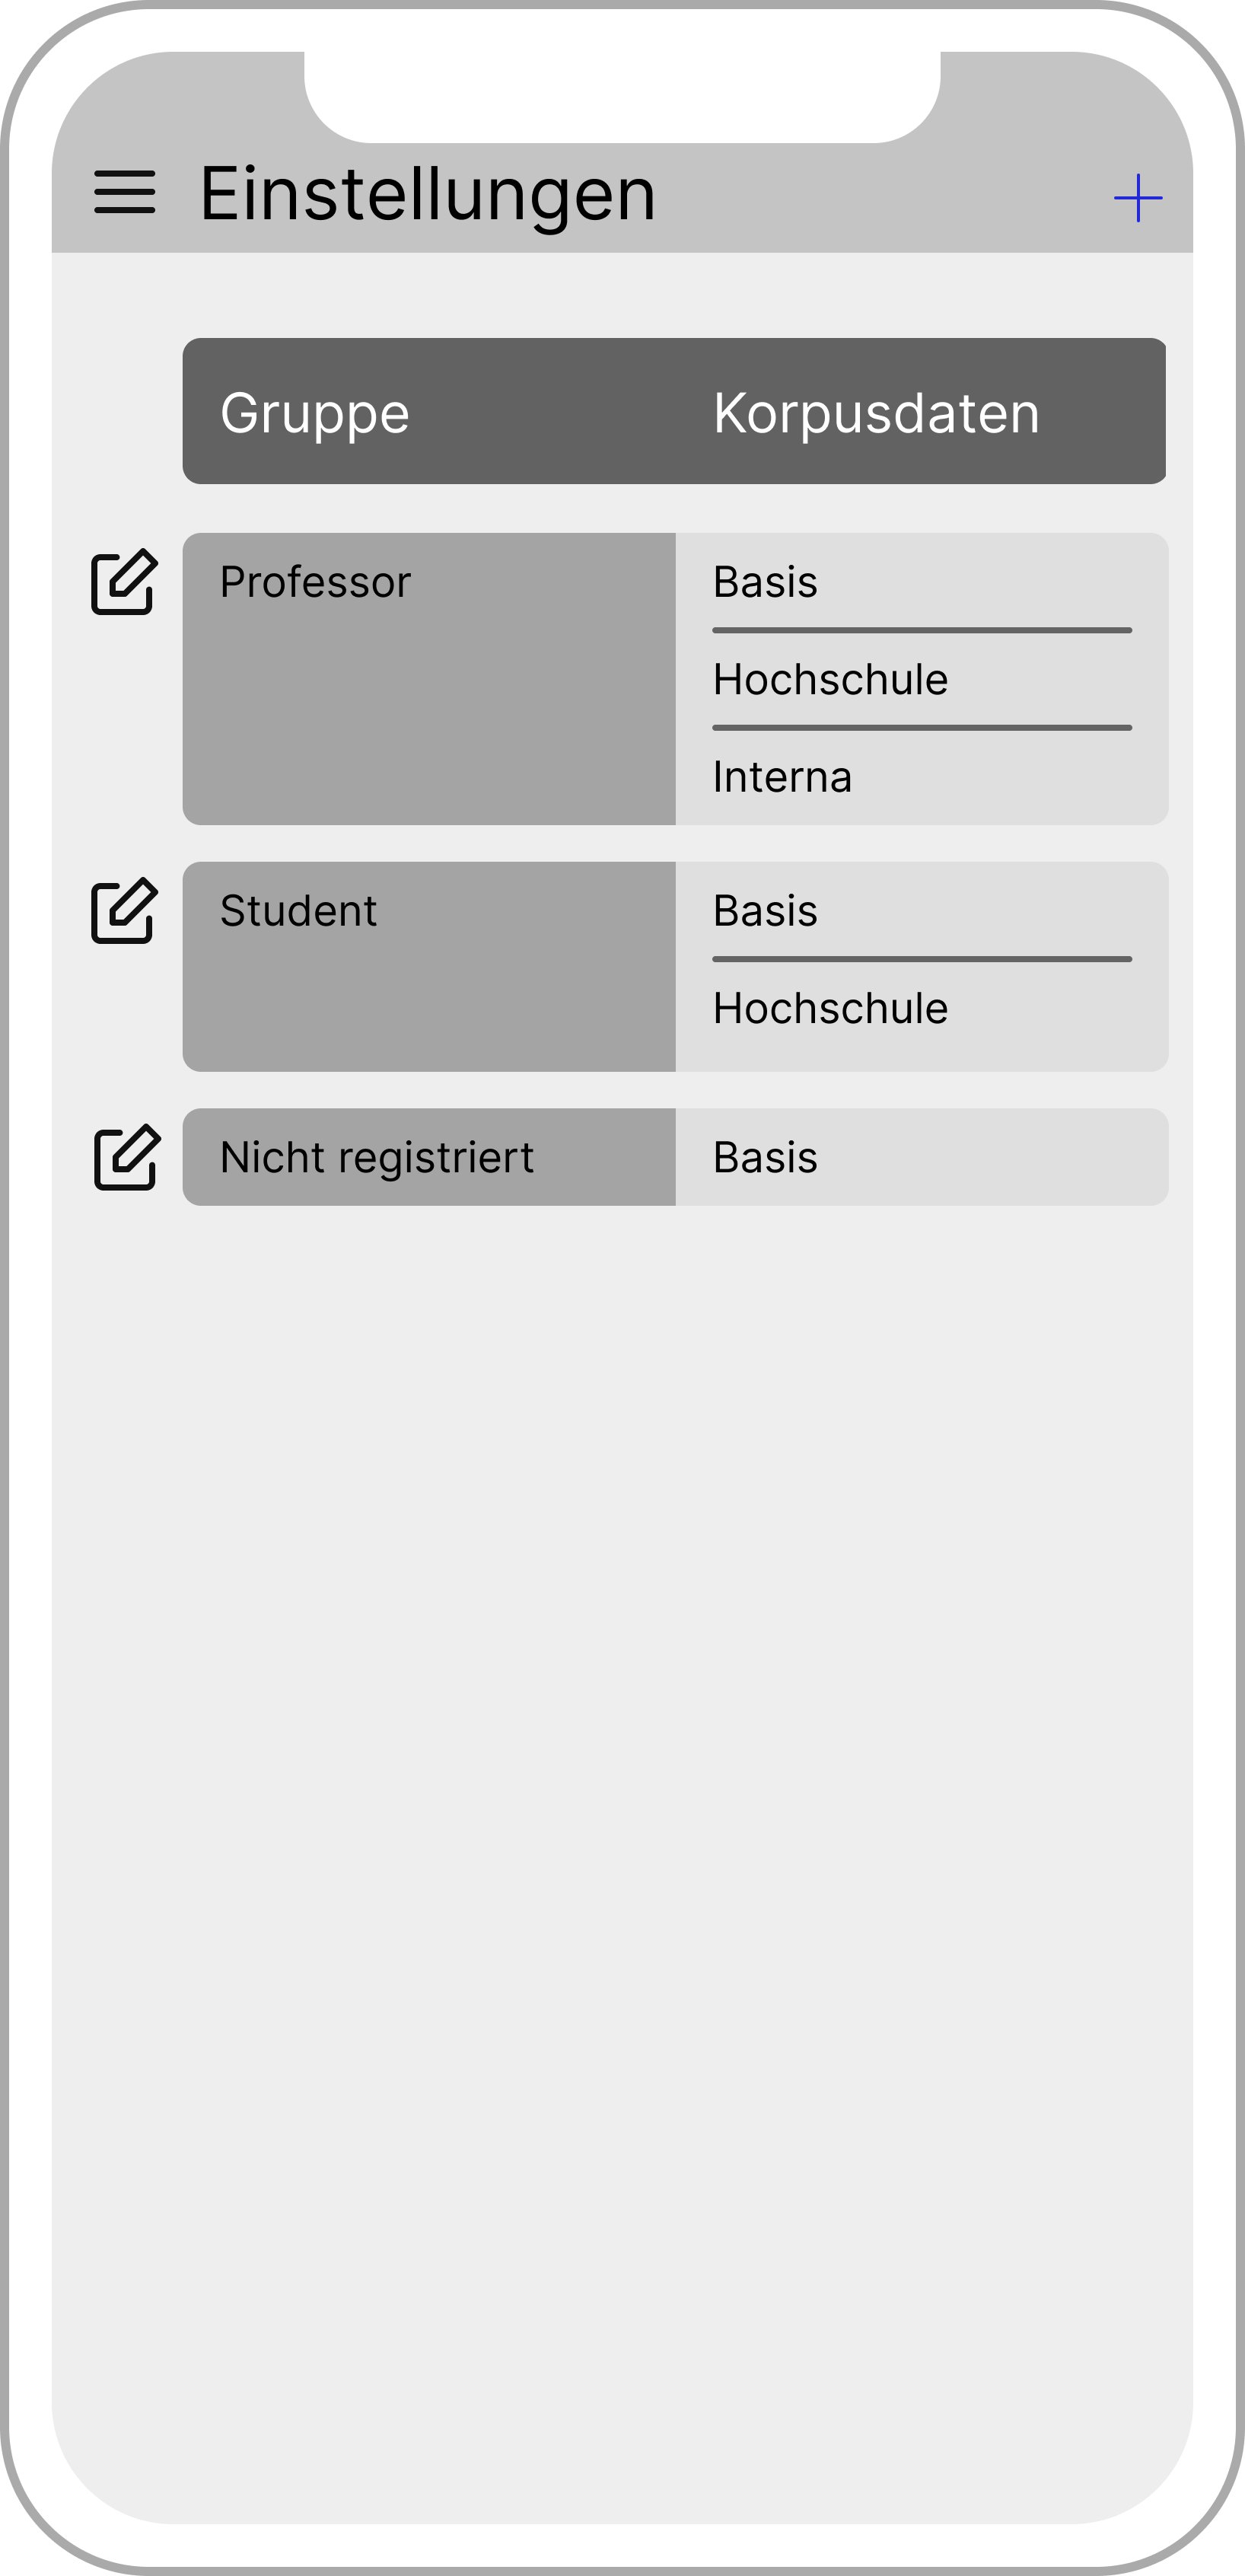 Einstellungen
Gruppe Korpusdaten
Professor Basis
Hochschule
Interna
Student Basis
Hochschule
Nicht registriert Basis